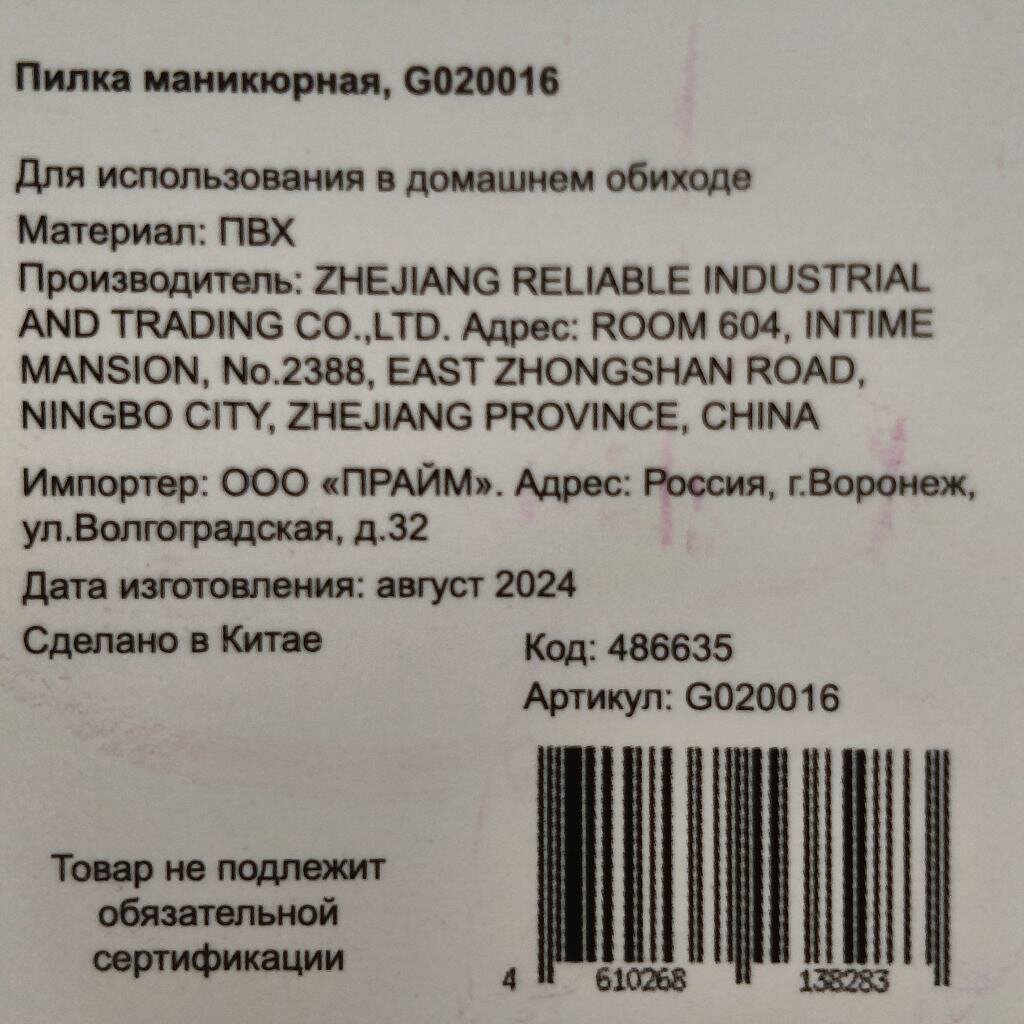 Пилка маникюрная, G020016
Для использования в домашнем обиходе
Материал: ПВХ
Производитель: ZHEJIANG RELIABLE INDUSTRIAL
AND TRADING CO.,LTD. Адрес: ROOM 604, INTIME
MANSION, No.2388, EAST ZHONGSHAN ROAD,
NINGBO CITY, ZHEJIANG PROVINCE, CHINA
Импортер: ООО «ПРАЙМ». Адрес: Россия, г.Воронеж,
ул.Волгоградская, д.32
Дата изготовления: август 2024
Сделано в Китае
Код: 486635
Артикул: G020016
Товар не подлежит
обязательной
сертификации
4 610268 138283